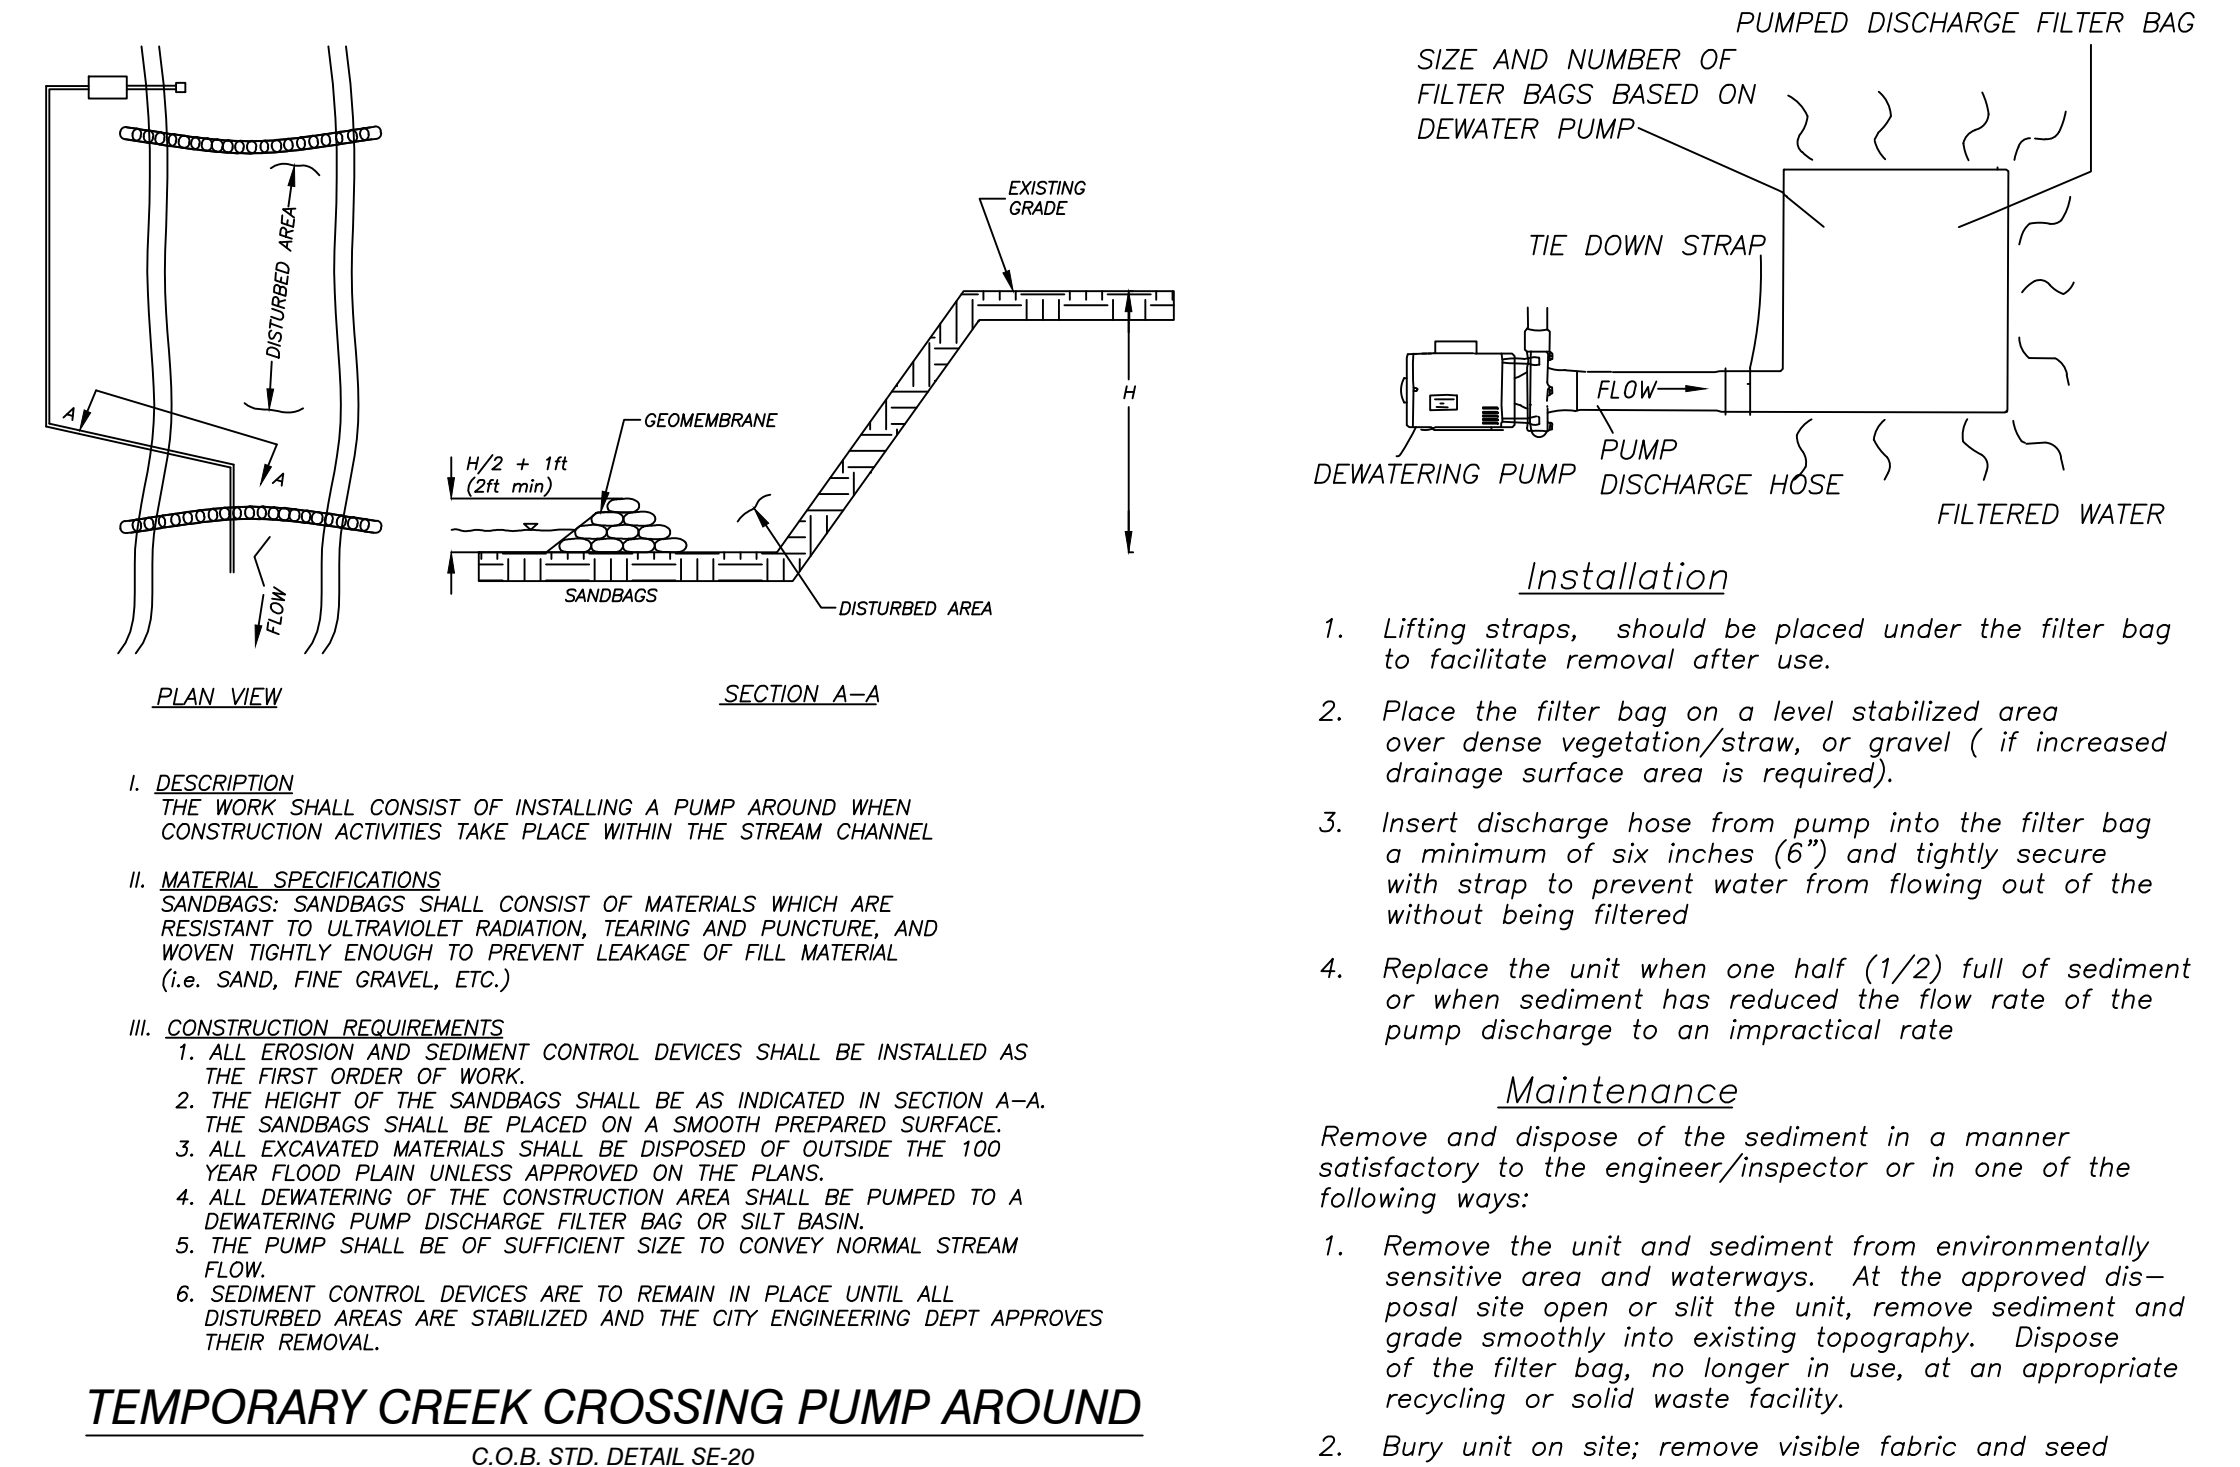 DISTURBED AREA
A
A
FLOW
PLAN VIEW
EXISTING
GRADE
H
GEOMEMBRANE
H/2 + 1ft
(2ft min)
SANDBAGS
DISTURBED AREA
SECTION A-A
I. DESCRIPTION
THE WORK SHALL CONSIST OF INSTALLING A PUMP AROUND WHEN
CONSTRUCTION ACTIVITIES TAKE PLACE WITHIN THE STREAM CHANNEL
II. MATERIAL SPECIFICATIONS
SANDBAGS: SANDBAGS SHALL CONSIST OF MATERIALS WHICH ARE
RESISTANT TO ULTRAVIOLET RADIATION, TEARING AND PUNCTURE, AND
WOVEN TIGHTLY ENOUGH TO PREVENT LEAKAGE OF FILL MATERIAL
(i.e. SAND, FINE GRAVEL, ETC.)
III. CONSTRUCTION REQUIREMENTS
1. ALL EROSION AND SEDIMENT CONTROL DEVICES SHALL BE INSTALLED AS
THE FIRST ORDER OF WORK.
2. THE HEIGHT OF THE SANDBAGS SHALL BE AS INDICATED IN SECTION A-A.
THE SANDBAGS SHALL BE PLACED ON A SMOOTH PREPARED SURFACE.
3. ALL EXCAVATED MATERIALS SHALL BE DISPOSED OF OUTSIDE THE 100
YEAR FLOOD PLAIN UNLESS APPROVED ON THE PLANS.
4. ALL DEWATERING OF THE CONSTRUCTION AREA SHALL BE PUMPED TO A
DEWATERING PUMP DISCHARGE FILTER BAG OR SILT BASIN.
5. THE PUMP SHALL BE OF SUFFICIENT SIZE TO CONVEY NORMAL STREAM
FLOW.
6. SEDIMENT CONTROL DEVICES ARE TO REMAIN IN PLACE UNTIL ALL
DISTURBED AREAS ARE STABILIZED AND THE CITY ENGINEERING DEPT APPROVES
THEIR REMOVAL.
TEMPORARY CREEK CROSSING PUMP AROUND
C.O.B. STD. DETAIL SE-20
PUMPED DISCHARGE FILTER BAG
SIZE AND NUMBER OF
FILTER BAGS BASED ON
DEWATER PUMP
TIE DOWN STRAP
FLOW
DEWATERING PUMP
PUMP
DISCHARGE HOSE
FILTERED WATER
Installation
1. Lifting straps, should be placed under the filter bag
to facilitate removal after use.
2. Place the filter bag on a level stabilized area
over dense vegetation/straw, or gravel ( if increased
drainage surface area is required).
3. Insert discharge hose from pump into the filter bag
a minimum of six inches (6") and tightly secure
with strap to prevent water from flowing out of the
without being filtered
4. Replace the unit when one half (1/2) full of sediment
or when sediment has reduced the flow rate of the
pump discharge to an impractical rate
Maintenance
Remove and dispose of the sediment in a manner
satisfactory to the engineer/inspector or in one of the
following ways:
1. Remove the unit and sediment from environmentally
sensitive area and waterways. At the approved dis-
posal site open or slit the unit, remove sediment and
grade smoothly into existing topography. Dispose
of the filter bag, no longer in use, at an appropriate
recycling or solid waste facility.
2. Bury unit on site; remove visible fabric and seed